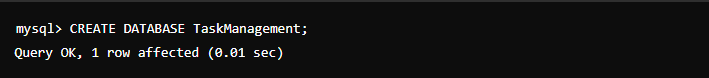 mysql> CREATE DATABASE TaskManagement;
Query OK, 1 row affected (0.01 sec)